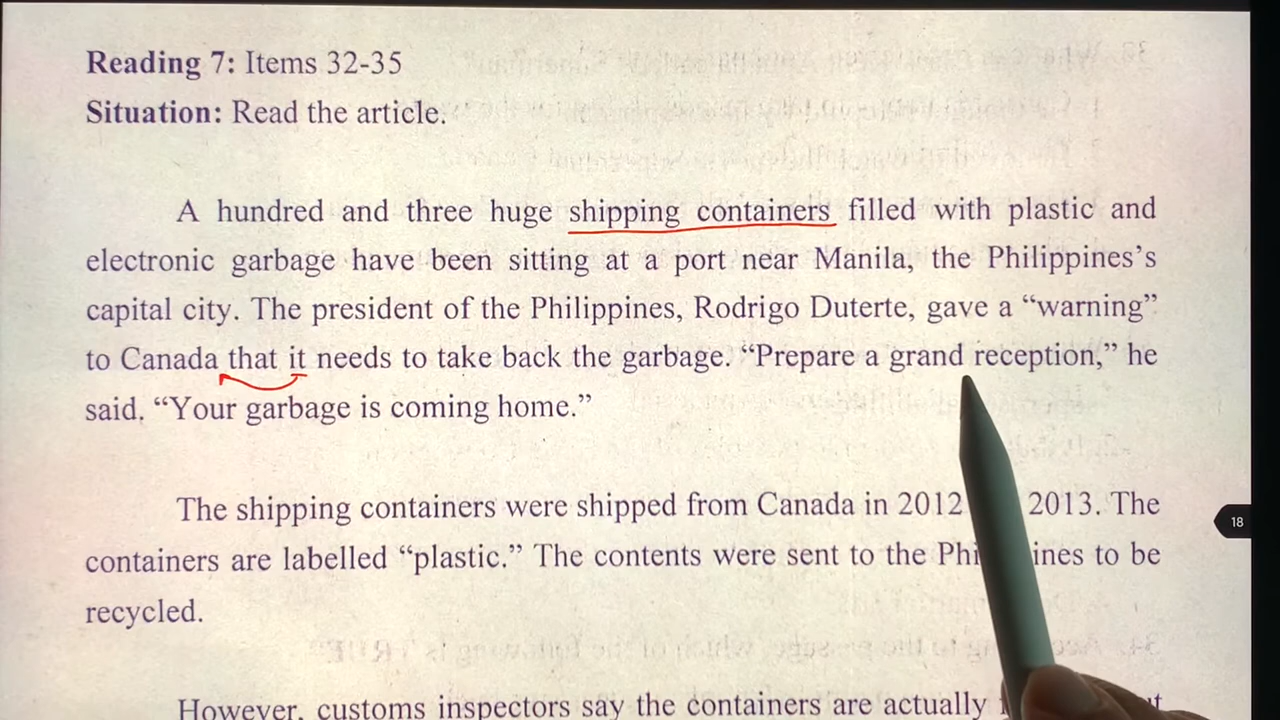 Reading 7: Items 32-35
Situation: Read the article.
A hundred and three huge shipping containers filled with plastic and
electronic garbage have been sitting at a port near Manila, the Philippines’s
capital city. The president of the Philippines, Rodrigo Duterte, gave a “warning”
to Canada that it needs to take back the garbage. “Prepare a grand reception,” he
said. “Your garbage is coming home.”
The shipping containers were shipped from Canada in 2012 2013. The
containers are labelled “plastic.” The contents were sent to the to be
recycled.
18
However, customs inspectors say the containers are actually